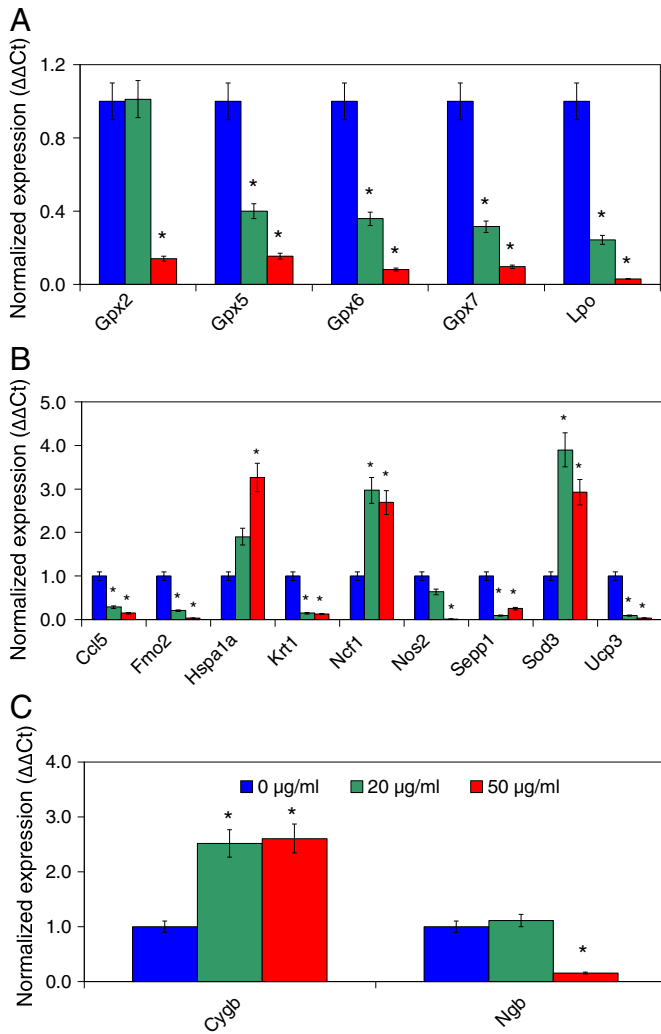 A
Normalized expression (ΔΔCt)
1.2
0.8
0.4
0.0
* * * * * * * * *
Gpx2 Gpx5 Gpx6 Gpx7 Lpo
B
Normalized expression (ΔΔCt)
5.0
4.0
3.0
2.0
1.0
0.0
* * * * * * * * * * * * * * * *
Ccl5 Fmo2 Hspa1a Krt1 Ncf1 Nos2 Sepp1 Sod3 Ucp3
C
Normalized expression (ΔΔCt)
4.0
3.0
2.0
1.0
0.0
0 µg/ml 20 µg/ml 50 µg/ml
* * *
Cygb Ngb